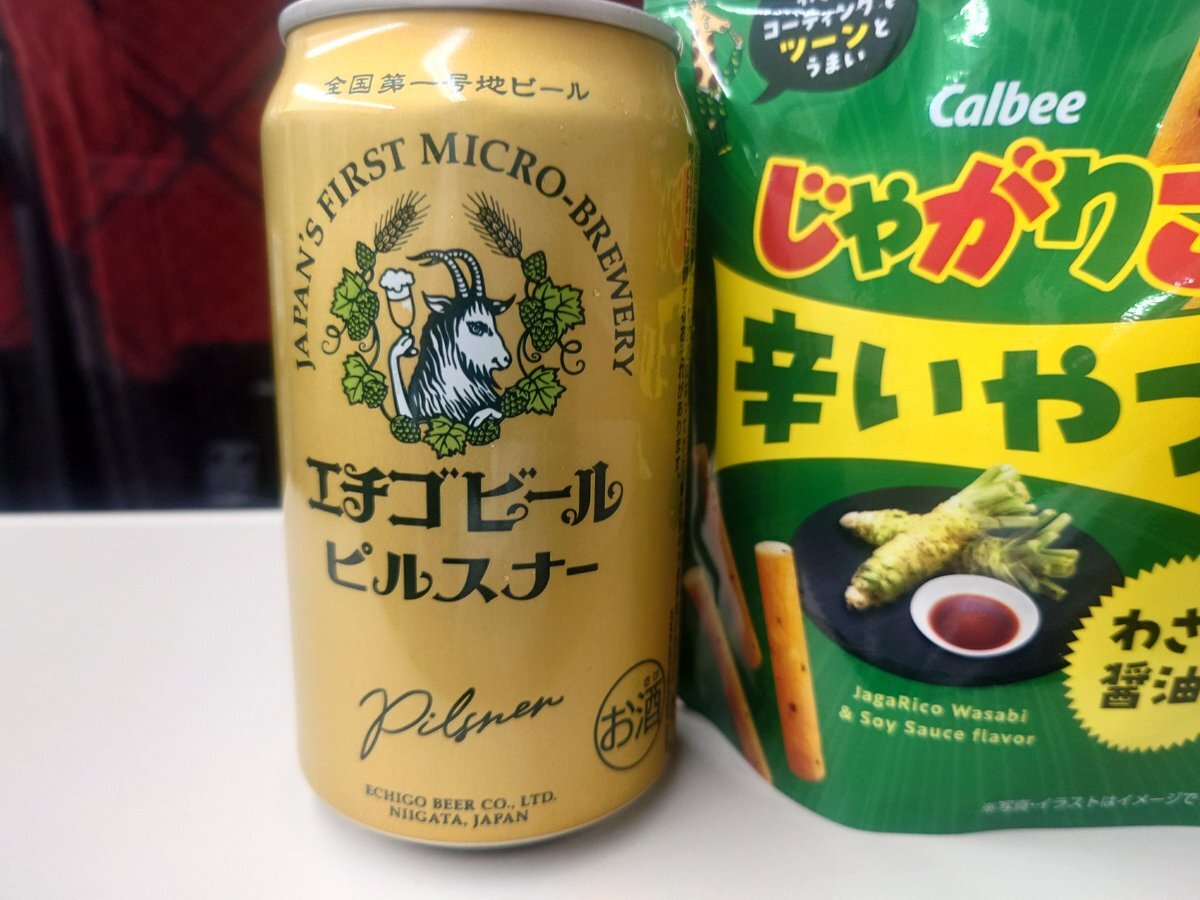 全国第一号地ビール
JAPAN'S FIRST MICRO-BREWERY
エチゴビール
ピルスナー
Pilsner
お酒
ECHIGO BEER CO., LTD.
NIIGATA, JAPAN
コーティングで
ツーンと
うまい
Calbee
じゃがりこ
辛いやつ
わさ
醤油
JagaRico Wasabi
& Soy Sauce flavor
※写真・イラストはイメージで